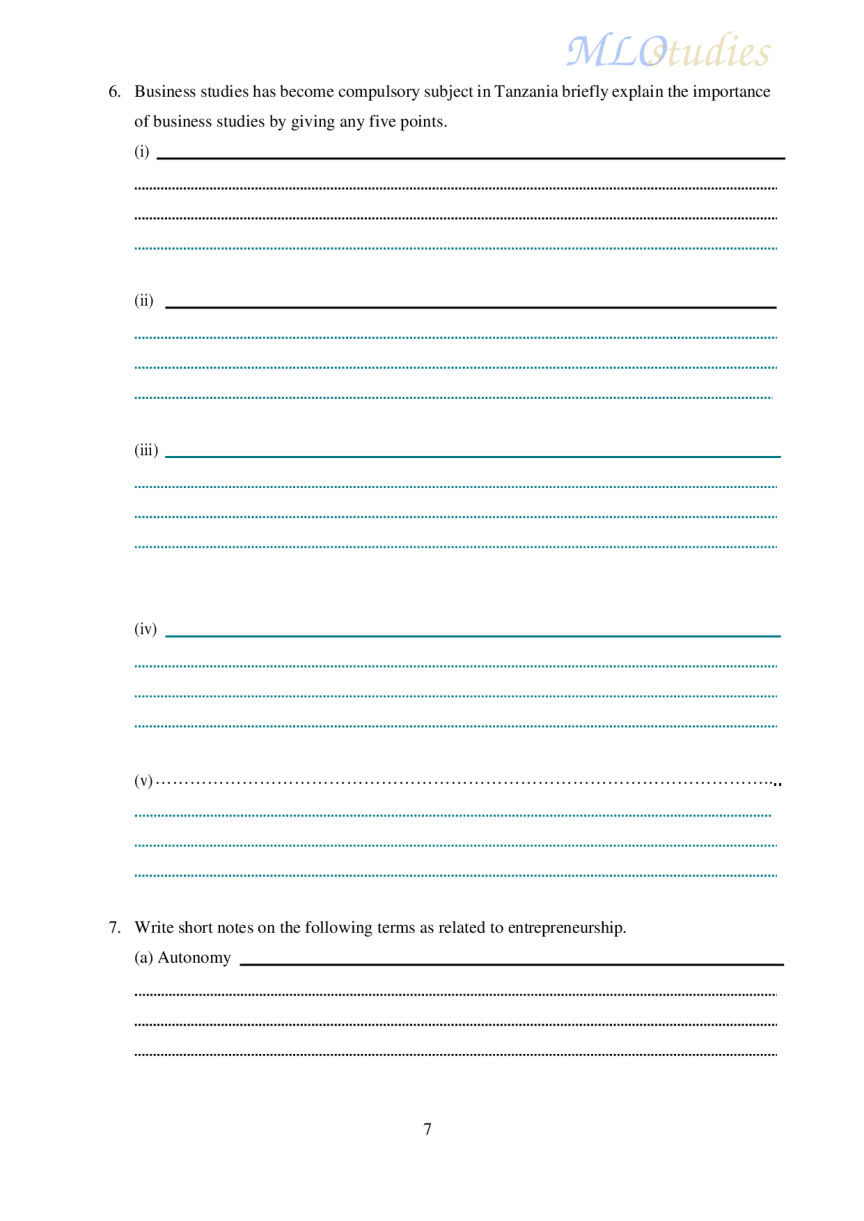 MLOstudies
6. Business studies has become compulsory subject in Tanzania briefly explain the importance
of business studies by giving any five points.
(i)
(ii)
(iii)
(iv)
(v)……………………………………………………………………………………………..
7. Write short notes on the following terms as related to entrepreneurship.
(a) Autonomy
7